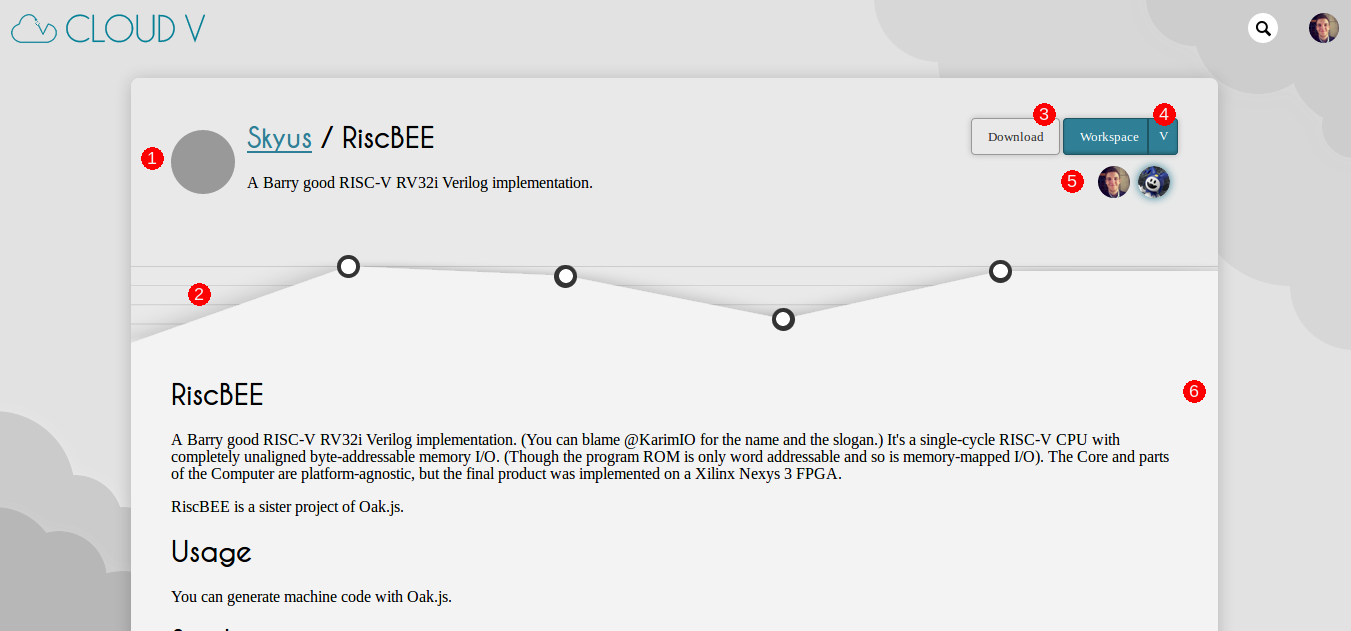 CLOUD V
3
4
1
Skyus / RiscBEE
Download
Workspace
V
A Barry good RISC-V RV32i Verilog implementation.
5
2
RiscBEE
6
A Barry good RISC-V RV32i Verilog implementation. (You can blame @KarimIO for the name and the slogan.) It's a single-cycle RISC-V CPU with
completely unaligned byte-addressable memory I/O. (Though the program ROM is only word addressable and so is memory-mapped I/O). The Core and parts
of the Computer are platform-agnostic, but the final product was implemented on a Xilinx Nexys 3 FPGA.
RiscBEE is a sister project of Oak.js.
Usage
You can generate machine code with Oak.js.